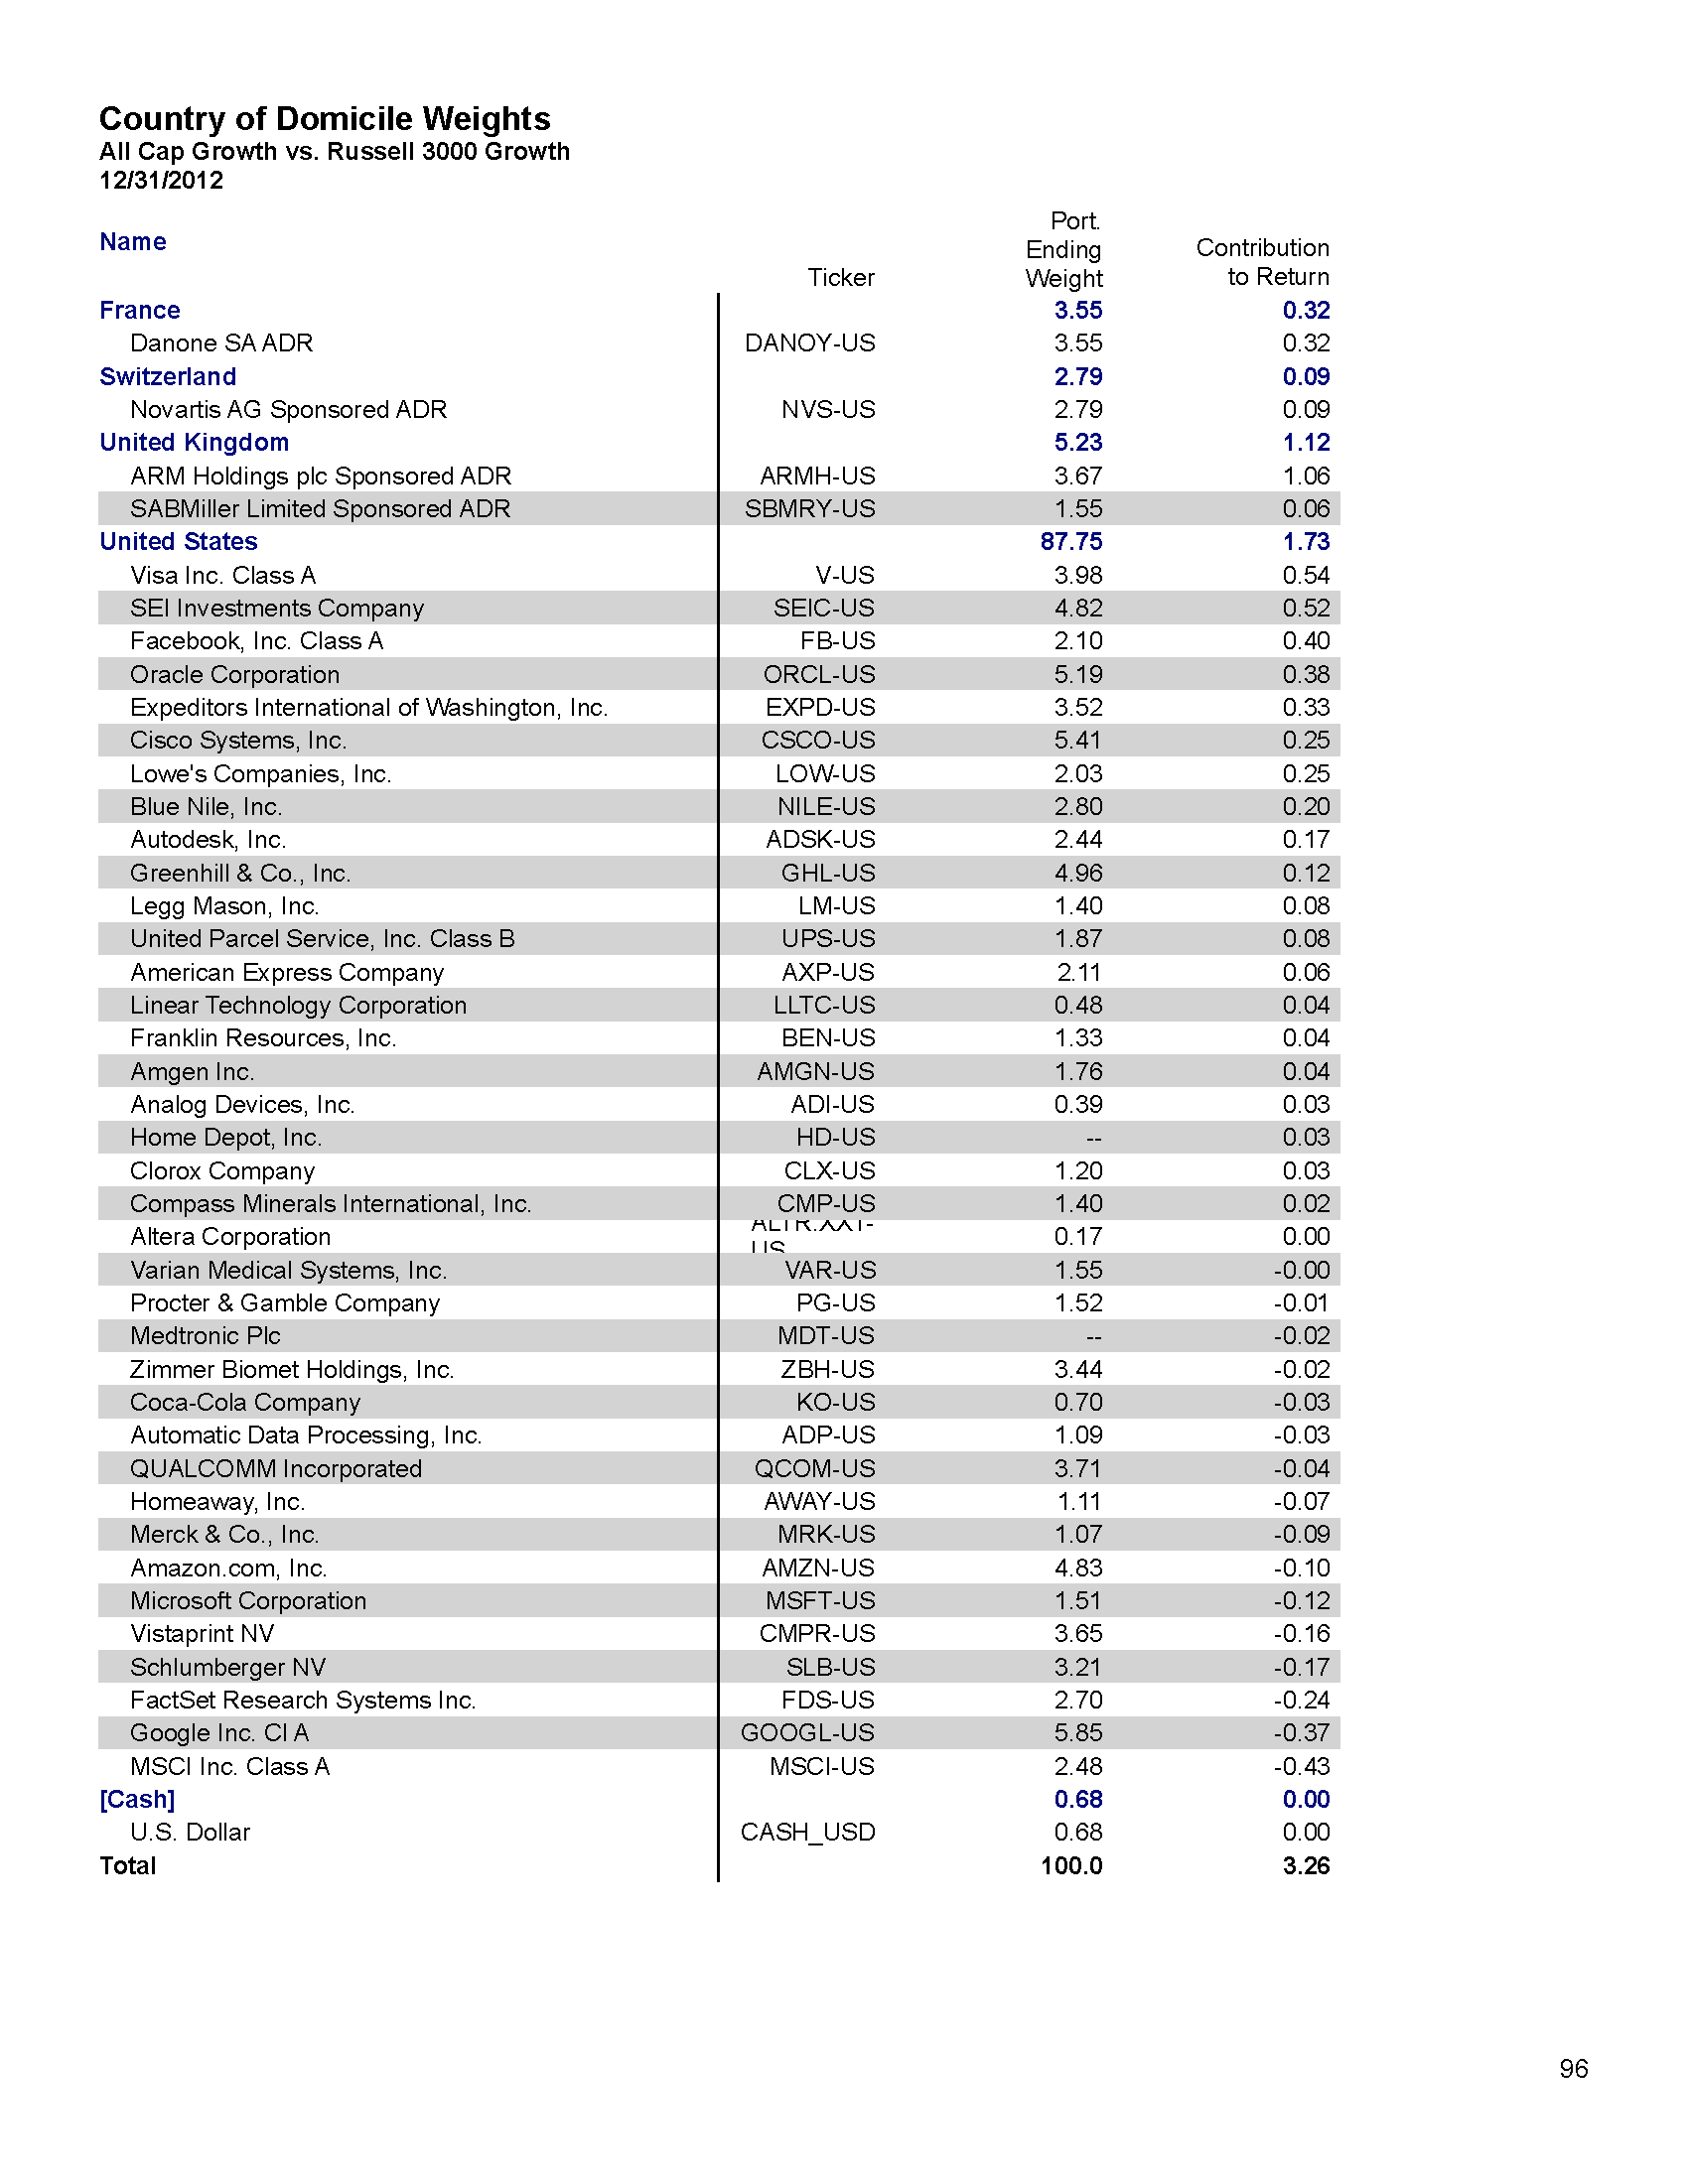 Country of Domicile Weights
All Cap Growth vs. Russell 3000 Growth
12/31/2012
Name Ticker Port. Ending Weight Contribution to Return
France 3.55 0.32
Danone SA ADR DANOY-US 3.55 0.32
Switzerland 2.79 0.09
Novartis AG Sponsored ADR NVS-US 2.79 0.09
United Kingdom 5.23 1.12
ARM Holdings plc Sponsored ADR ARMH-US 3.67 1.06
SABMiller Limited Sponsored ADR SBMRY-US 1.55 0.06
United States 87.75 1.73
Visa Inc. Class A V-US 3.98 0.54
SEI Investments Company SEIC-US 4.82 0.52
Facebook, Inc. Class A FB-US 2.10 0.40
Oracle Corporation ORCL-US 5.19 0.38
Expeditors International of Washington, Inc. EXPD-US 3.52 0.33
Cisco Systems, Inc. CSCO-US 5.41 0.25
Lowe's Companies, Inc. LOW-US 2.03 0.25
Blue Nile, Inc. NILE-US 2.80 0.20
Autodesk, Inc. ADSK-US 2.44 0.17
Greenhill & Co., Inc. GHL-US 4.96 0.12
Legg Mason, Inc. LM-US 1.40 0.08
United Parcel Service, Inc. Class B UPS-US 1.87 0.08
American Express Company AXP-US 2.11 0.06
Linear Technology Corporation LLTC-US 0.48 0.04
Franklin Resources, Inc. BEN-US 1.33 0.04
Amgen Inc. AMGN-US 1.76 0.04
Analog Devices, Inc. ADI-US 0.39 0.03
Home Depot, Inc. HD-US -- 0.03
Clorox Company CLX-US 1.20 0.03
Compass Minerals International, Inc. CMP-US 1.40 0.02
Altera Corporation 0.17 0.00
Varian Medical Systems, Inc. VAR-US 1.55 -0.00
Procter & Gamble Company PG-US 1.52 -0.01
Medtronic Plc MDT-US -- -0.02
Zimmer Biomet Holdings, Inc. ZBH-US 3.44 -0.02
Coca-Cola Company KO-US 0.70 -0.03
Automatic Data Processing, Inc. ADP-US 1.09 -0.03
QUALCOMM Incorporated QCOM-US 3.71 -0.04
Homeaway, Inc. AWAY-US 1.11 -0.07
Merck & Co., Inc. MRK-US 1.07 -0.09
Amazon.com, Inc. AMZN-US 4.83 -0.10
Microsoft Corporation MSFT-US 1.51 -0.12
Vistaprint NV CMPR-US 3.65 -0.16
Schlumberger NV SLB-US 3.21 -0.17
FactSet Research Systems Inc. FDS-US 2.70 -0.24
Google Inc. Cl A GOOGL-US 5.85 -0.37
MSCI Inc. Class A MSCI-US 2.48 -0.43
[Cash] 0.68 0.00
U.S. Dollar CASH_USD 0.68 0.00
Total 100.0 3.26
96